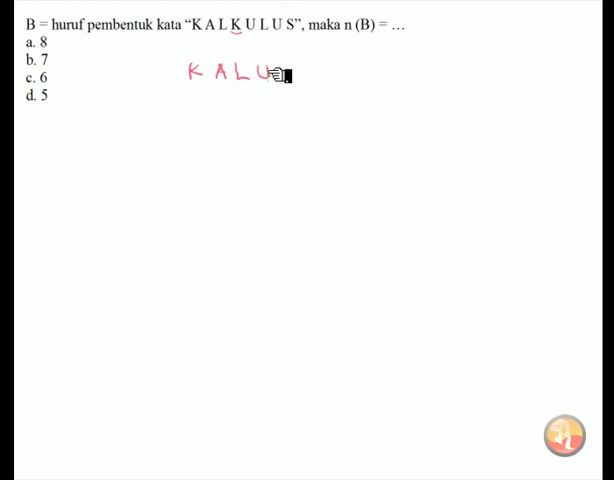 B = huruf pembentuk kata “K A L K U L U S”, maka n (B) = …
a. 8
b. 7
c. 6
d. 5
K A L U